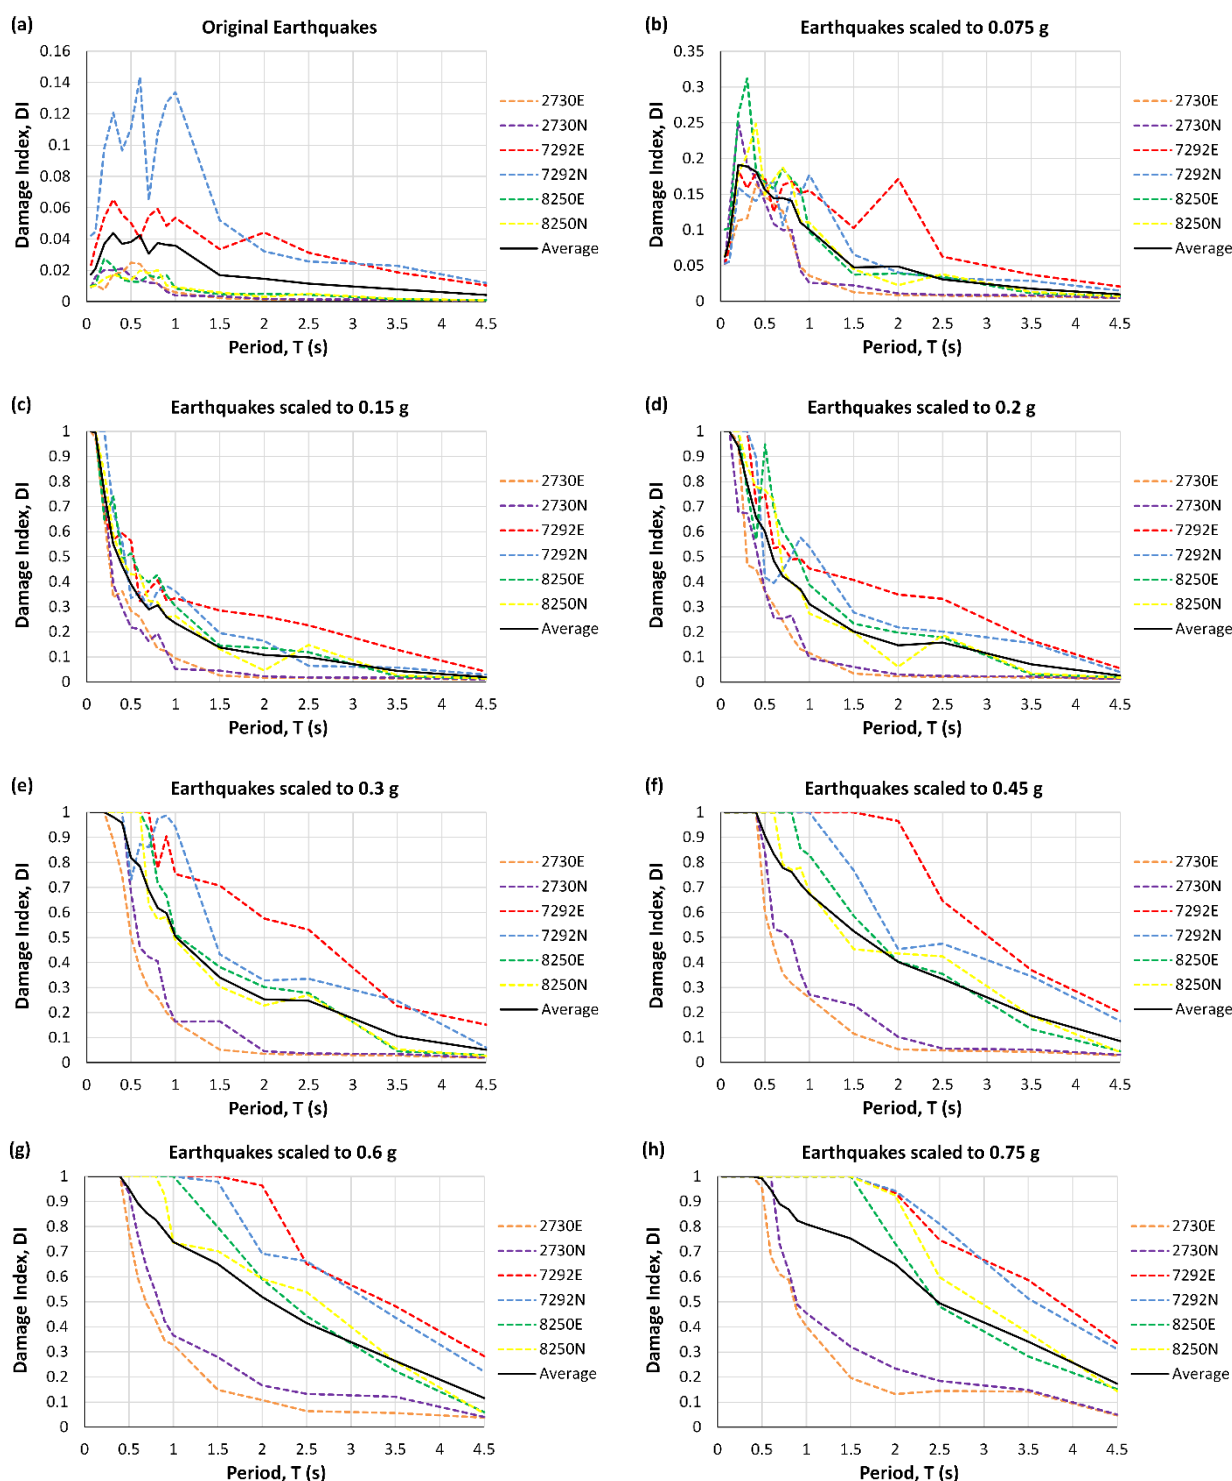 (a)
Original Earthquakes
Damage Index, DI
0.16
0.14
0.12
0.1
0.08
0.06
0.04
0.02
0
0 0.5 1 1.5 2 2.5 3 3.5 4 4.5
Period, T (s)
2730E
2730N
7292E
7292N
8250E
8250N
Average
(b)
Earthquakes scaled to 0.075 g
Damage Index, DI
0.35
0.3
0.25
0.2
0.15
0.1
0.05
0
0 0.5 1 1.5 2 2.5 3 3.5 4 4.5
Period, T (s)
2730E
2730N
7292E
7292N
8250E
8250N
Average
(c)
Earthquakes scaled to 0.15 g
Damage Index, DI
1
0.9
0.8
0.7
0.6
0.5
0.4
0.3
0.2
0.1
0
0 0.5 1 1.5 2 2.5 3 3.5 4 4.5
Period, T (s)
2730E
2730N
7292E
7292N
8250E
8250N
Average
(d)
Earthquakes scaled to 0.2 g
Damage Index, DI
1
0.9
0.8
0.7
0.6
0.5
0.4
0.3
0.2
0.1
0
0 0.5 1 1.5 2 2.5 3 3.5 4 4.5
Period, T (s)
2730E
2730N
7292E
7292N
8250E
8250N
Average
(e)
Earthquakes scaled to 0.3 g
Damage Index, DI
1
0.9
0.8
0.7
0.6
0.5
0.4
0.3
0.2
0.1
0
0 0.5 1 1.5 2 2.5 3 3.5 4 4.5
Period, T (s)
2730E
2730N
7292E
7292N
8250E
8250N
Average
(f)
Earthquakes scaled to 0.45 g
Damage Index, DI
1
0.9
0.8
0.7
0.6
0.5
0.4
0.3
0.2
0.1
0
0 0.5 1 1.5 2 2.5 3 3.5 4 4.5
Period, T (s)
2730E
2730N
7292E
7292N
8250E
8250N
Average
(g)
Earthquakes scaled to 0.6 g
Damage Index, DI
1
0.9
0.8
0.7
0.6
0.5
0.4
0.3
0.2
0.1
0
0 0.5 1 1.5 2 2.5 3 3.5 4 4.5
Period, T (s)
2730E
2730N
7292E
7292N
8250E
8250N
Average
(h)
Earthquakes scaled to 0.75 g
Damage Index, DI
1
0.9
0.8
0.7
0.6
0.5
0.4
0.3
0.2
0.1
0
0 0.5 1 1.5 2 2.5 3 3.5 4 4.5
Period, T (s)
2730E
2730N
7292E
7292N
8250E
8250N
Average